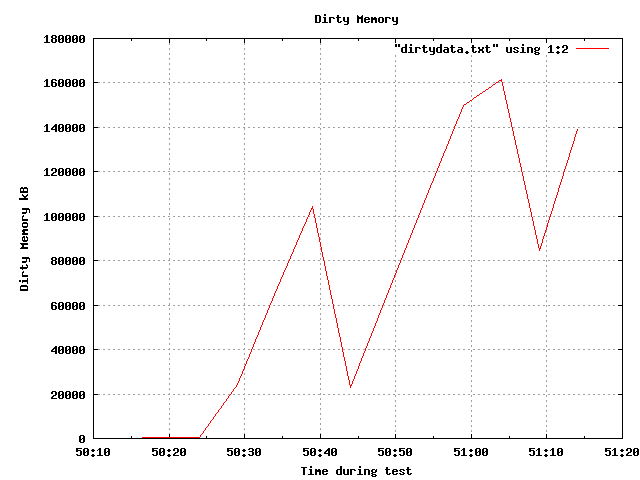 Dirty Memory
"dirtydata.txt" using 1:2
180000
160000
140000
120000
100000
80000
60000
40000
20000
0
Dirty Memory kB
50:10 50:20 50:30 50:40 50:50 51:00 51:10 51:20
Time during test